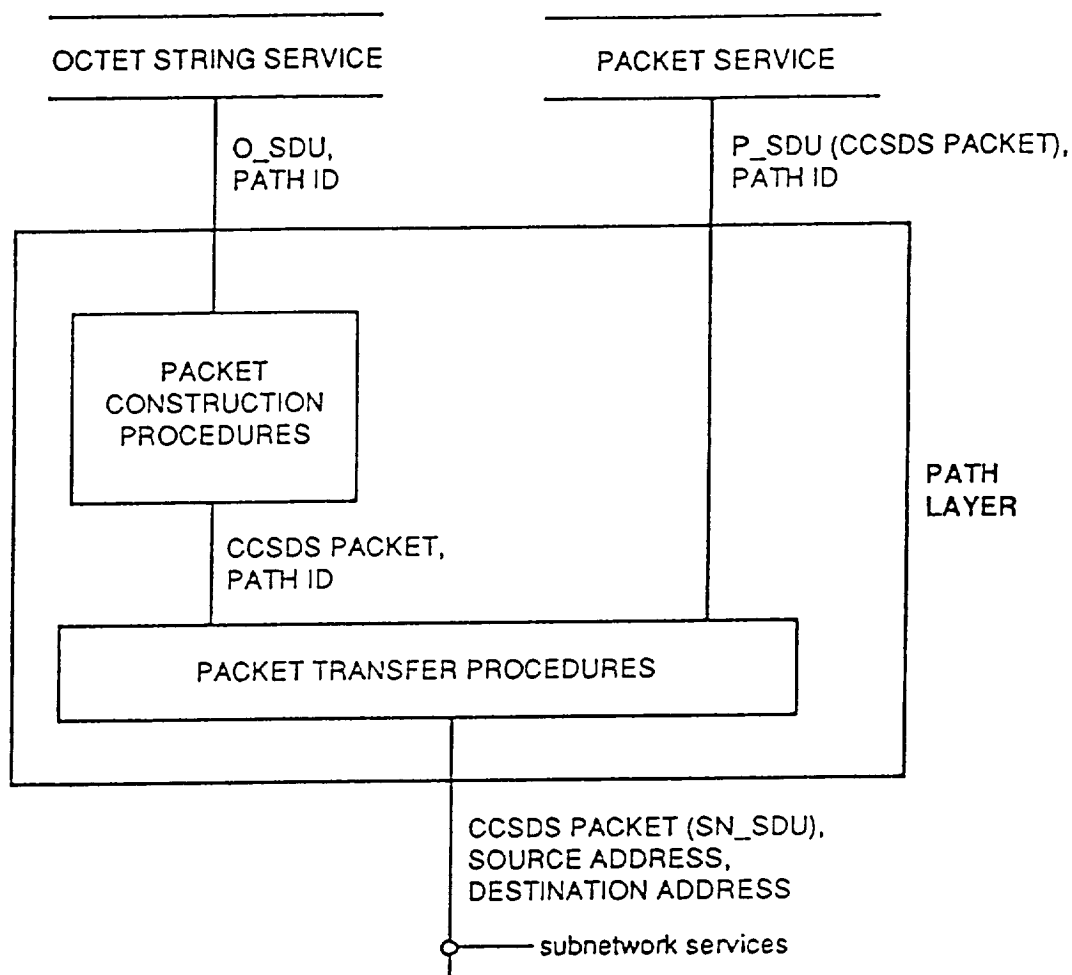 OCTET STRING SERVICE
PACKET SERVICE
O_SDU,
PATH ID
P_SDU (CCSDS PACKET),
PATH ID
PACKET
CONSTRUCTION
PROCEDURES
PATH
LAYER
CCSDS PACKET,
PATH ID
PACKET TRANSFER PROCEDURES
CCSDS PACKET (SN_SDU),
SOURCE ADDRESS,
DESTINATION ADDRESS
subnetwork services